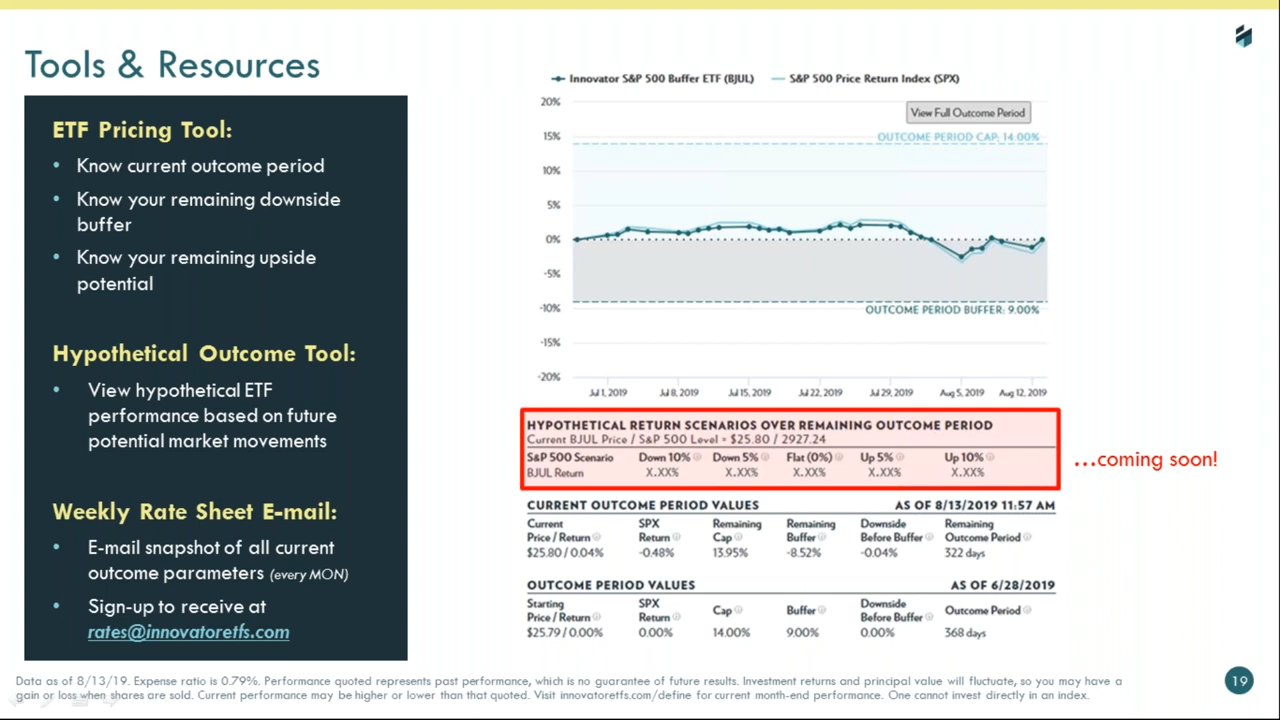 Tools & Resources
ETF Pricing Tool:
• Know current outcome period
• Know your remaining downside
buffer
• Know your remaining upside
potential
Hypothetical Outcome Tool:
• View hypothetical ETF
performance based on future
potential market movements
Weekly Rate Sheet E-mail:
• E-mail snapshot of all current
outcome parameters (every MON)
• Sign-up to receive at
rates@innovatoretfs.com
Innovator S&P 500 Buffer ETF (BJUL) S&P 500 Price Return Index (SPX)
View Full Outcome Period
OUTCOME PERIOD CAP: 14.00%
20%
15%
10%
5%
0%
-5%
-10%
-15%
-20%
OUTCOME PERIOD BUFFER: 9.00%
Jul 1, 2019 Jul 8, 2019 Jul 15, 2019 Jul 22, 2019 Jul 29, 2019 Aug 5, 2019 Aug 12, 2019
HYPOTHETICAL RETURN SCENARIOS OVER REMAINING OUTCOME PERIOD
Current BJUL Price / S&P 500 Level = $25.80 / 2927.24
S&P 500 Scenario Down 10% Down 5% Flat (0%) Up 5% Up 10%
BJUL Return X.XX% X.XX% X.XX% X.XX% X.XX%
...coming soon!
CURRENT OUTCOME PERIOD VALUES AS OF 8/13/2019 11:57 AM
Current SPX Remaining Remaining Downside Remaining
Price / Return Return Cap Buffer Before Buffer Outcome Period
$25.80 / 0.04% -0.48% 13.95% -8.52% -0.04% 322 days
OUTCOME PERIOD VALUES AS OF 6/28/2019
Starting SPX Cap Buffer Downside Outcome Period
Price / Return Return Before Buffer
$25.79 / 0.00% 0.00% 14.00% 9.00% 0.00% 368 days
Data as of 8/13/19. Expense ratio is 0.79%. Performance quoted represents past performance, which is no guarantee of future results. Investment returns and principal value will fluctuate, so you may have a
gain or loss when shares are sold. Current performance may be higher or lower than that quoted. Visit innovatoretfs.com/define for current month-end performance. One cannot invest directly in an index.
19